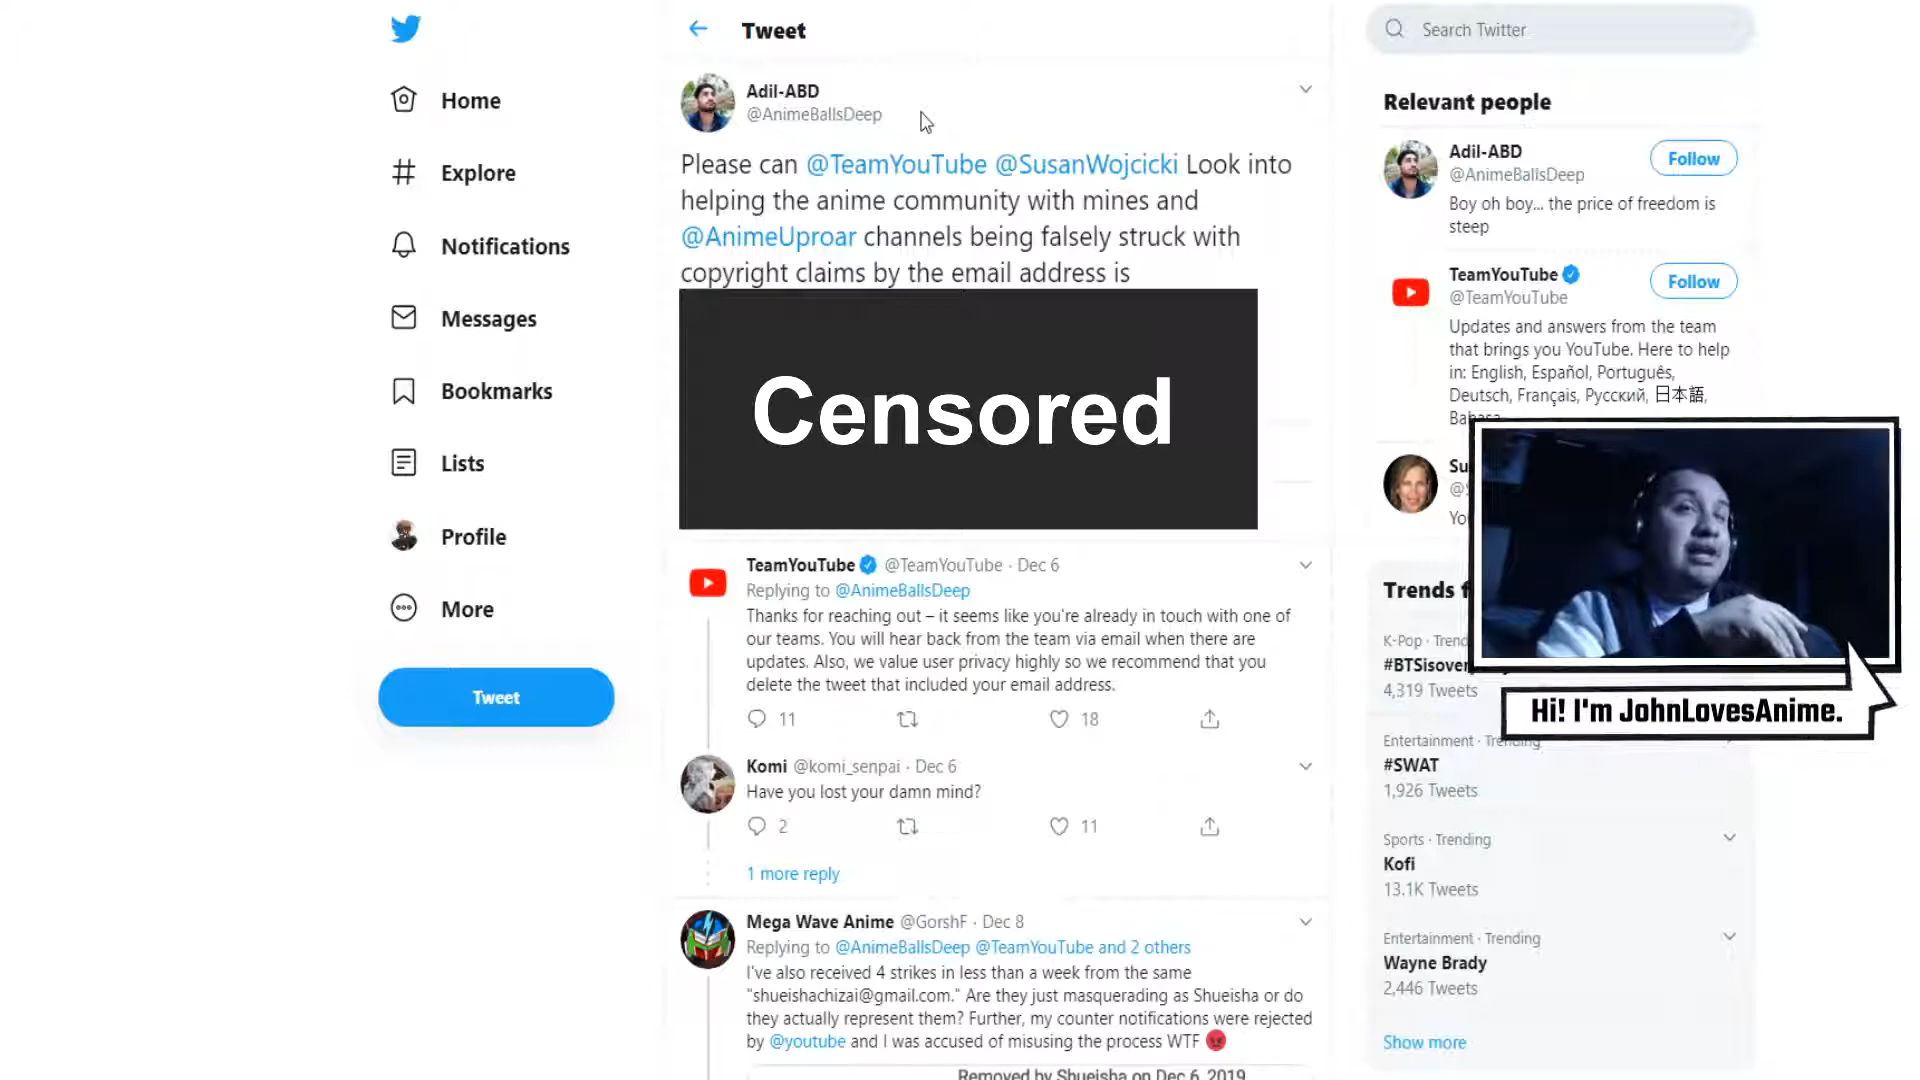 Home
Explore
Notifications
Messages
Bookmarks
Lists
Profile
More
Tweet
Tweet
Adil-ABD
@AnimeBallsDeep
Please can @TeamYouTube @SusanWojcicki Look into
helping the anime community with mines and
@AnimeUproar channels being falsely struck with
copyright claims by the email address is
Censored
TeamYouTube @TeamYouTube · Dec 6
Replying to @AnimeBallsDeep
Thanks for reaching out – it seems like you're already in touch with one of
our teams. You will hear back from the team via email when there are
updates. Also, we value user privacy highly so we recommend that you
delete the tweet that included your email address.
11
18
Komi @komi_senpai · Dec 6
Have you lost your damn mind?
2
11
1 more reply
Mega Wave Anime @GorshF · Dec 8
Replying to @AnimeBallsDeep @TeamYouTube and 2 others
I've also received 4 strikes in less than a week from the same
"shueishachizai@gmail.com." Are they just masquerading as Shueisha or do
they actually represent them? Further, my counter notifications were rejected
by @youtube and I was accused of misusing the process WTF
Removed by Shueisha on Dec 6, 2019
Search Twitter
Relevant people
Adil-ABD
@AnimeBallsDeep
Follow
Boy oh boy... the price of freedom is
steep
TeamYouTube
@TeamYouTube
Follow
Updates and answers from the team
that brings you YouTube. Here to help
in: English, Español, Português,
Deutsch, Français, Русский, 日本語,
Su
Yo
Trends f
K-Pop · Trend
#BTSisover
4,319 Tweets
Hi! I'm JohnLovesAnime.
Entertainment · Trending
#SWAT
1,926 Tweets
Sports · Trending
Kofi
13.1K Tweets
Entertainment · Trending
Wayne Brady
2,446 Tweets
Show more